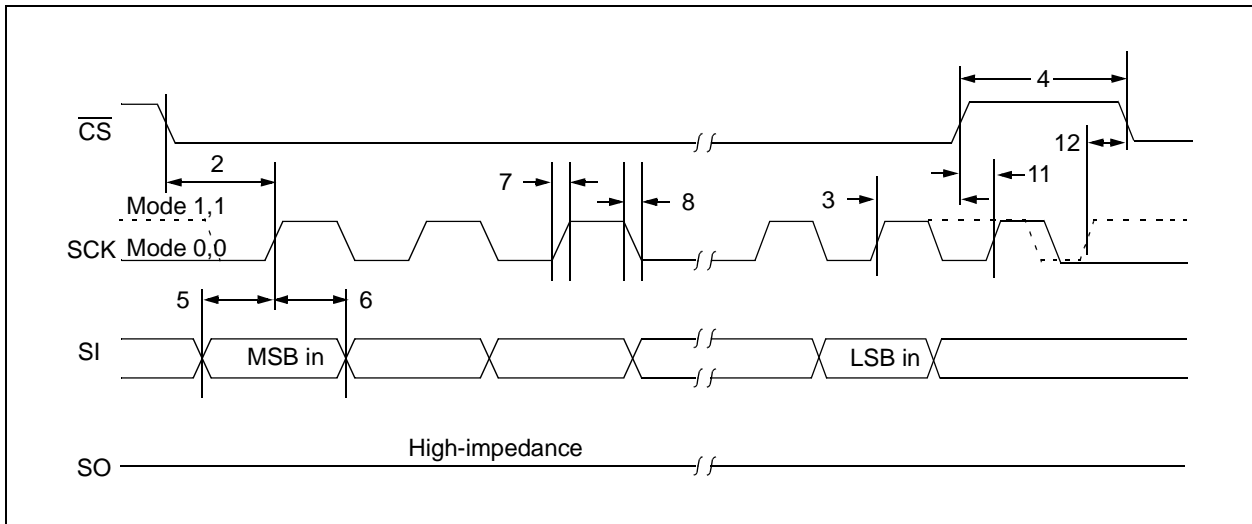 4
CS
12
2
11
7
8
3
Mode 1,1
SCK Mode 0,0
5
6
SI
MSB in
LSB in
High-impedance
SO